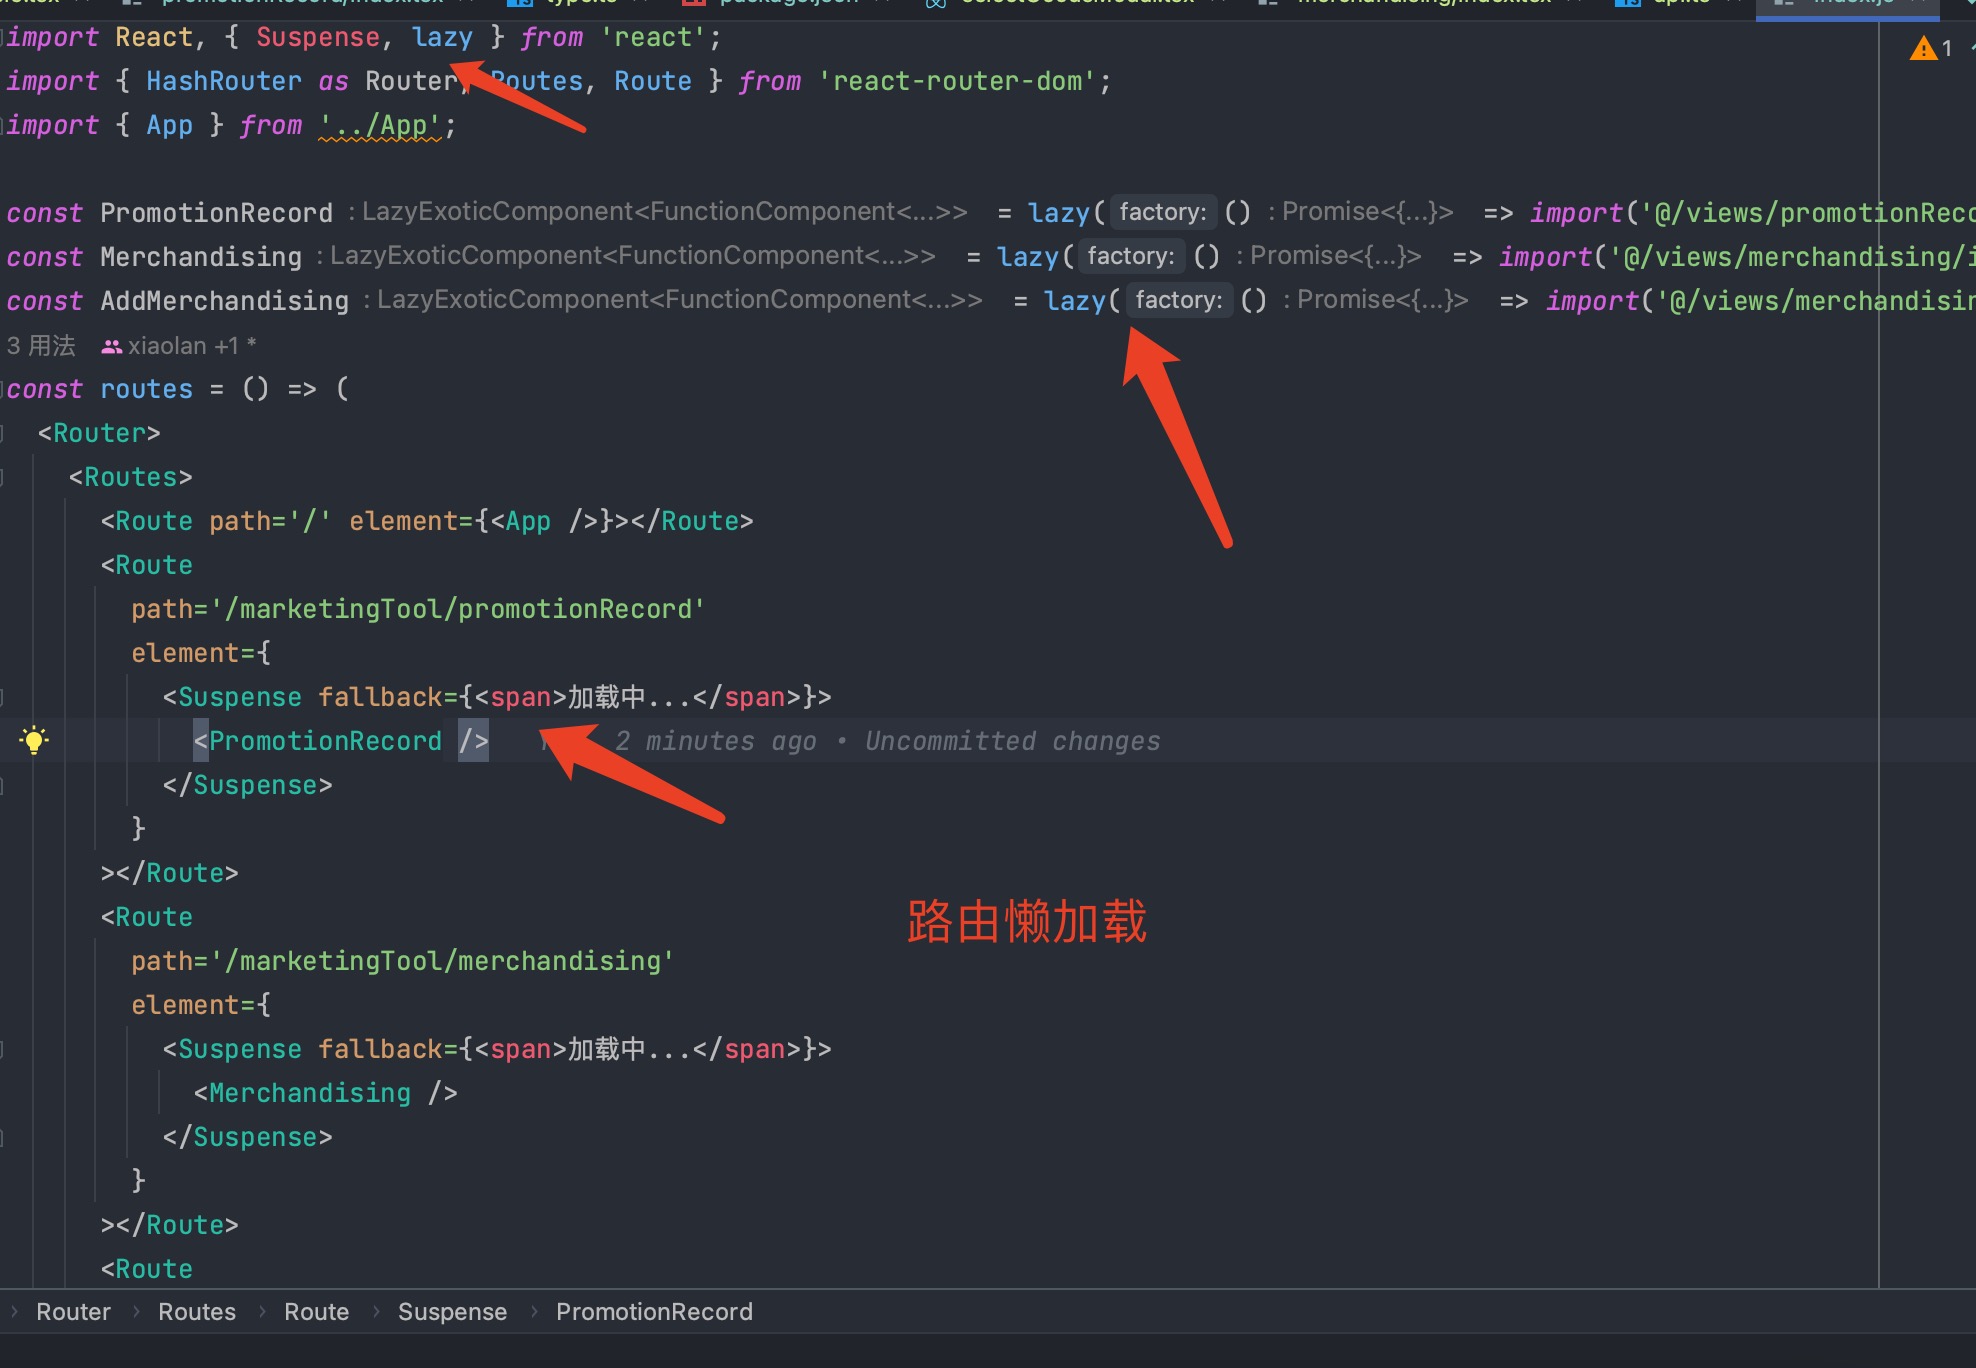 import React, { Suspense, lazy } from 'react';
import { HashRouter as Router, Routes, Route } from 'react-router-dom';
import { App } from '../App';
const PromotionRecord : LazyExoticComponent<FunctionComponent<...>> = lazy( factory: () : Promise<{...}> => import('@/views/promotionReco
const Merchandising : LazyExoticComponent<FunctionComponent<...>> = lazy( factory: () : Promise<{...}> => import('@/views/merchandising/i
const AddMerchandising : LazyExoticComponent<FunctionComponent<...>> = lazy( factory: () : Promise<{...}> => import('@/views/merchandisin
3 用法 xiaolan +1 *
const routes = () => (
<Router>
<Routes>
<Route path='/' element={<App />}></Route>
<Route
path='/marketingTool/promotionRecord'
element={
<Suspense fallback={<span>加载中...</span>}>
<PromotionRecord /> 2 minutes ago • Uncommitted changes
</Suspense>
}
></Route>
路由懒加载
<Route
path='/marketingTool/merchandising'
element={
<Suspense fallback={<span>加载中...</span>}>
<Merchandising />
</Suspense>
}
></Route>
<Route
Router > Routes > Route > Suspense > PromotionRecord
1